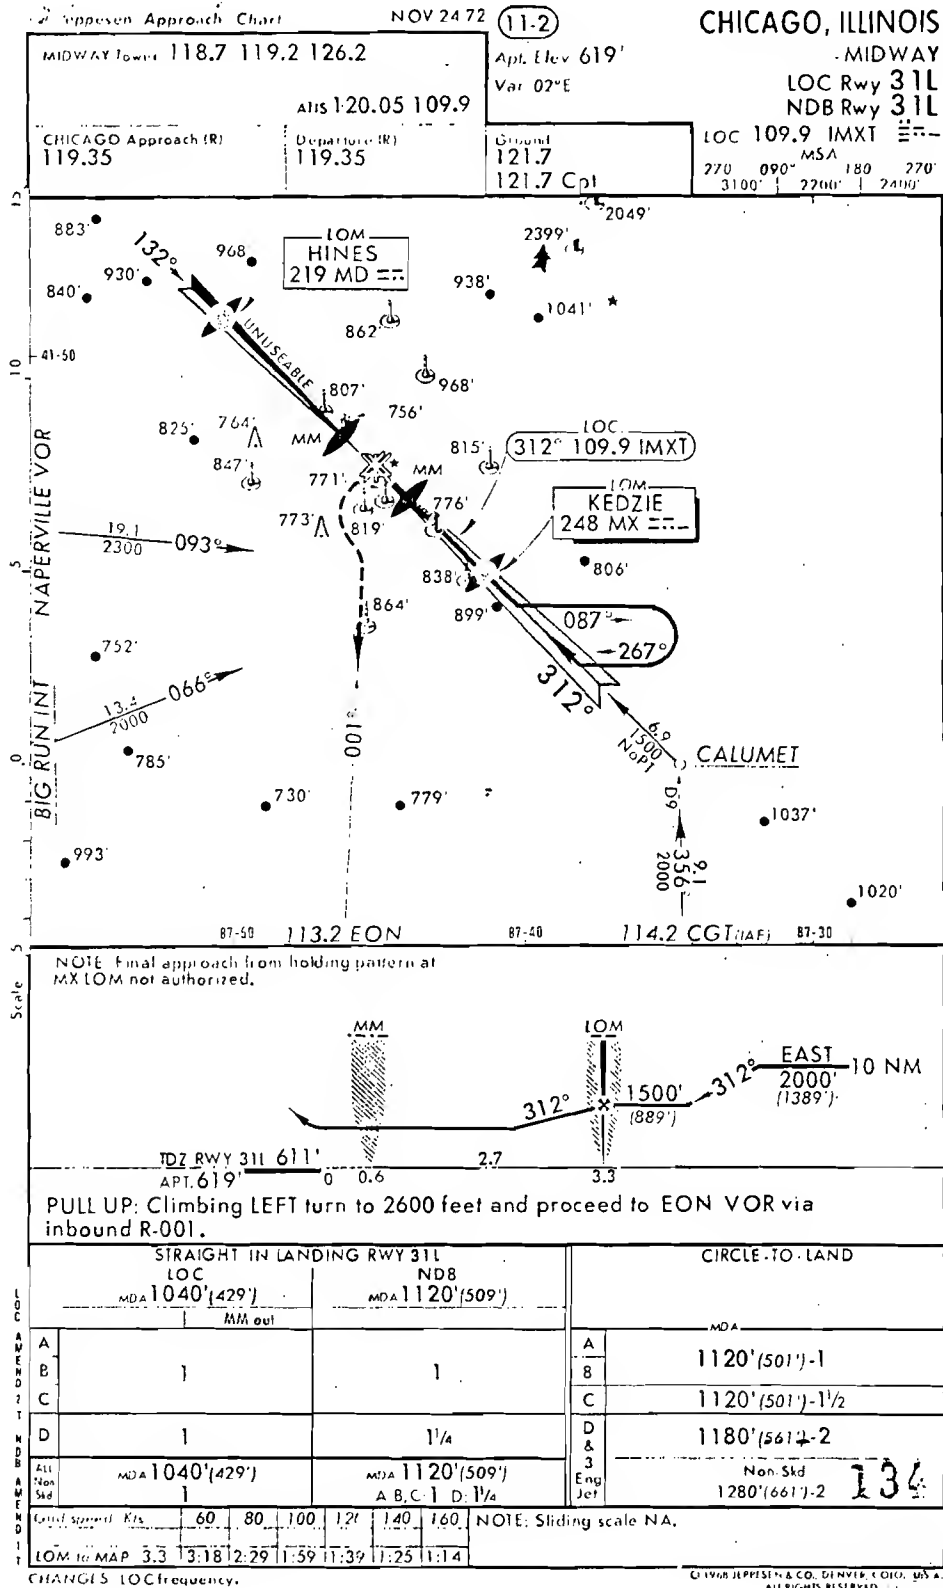 Approach Chart
NOV 24 72
11-2
CHICAGO, ILLINOIS
MIDWAY
LOC Rwy 31L
NDB Rwy 31L
LOC 109.9 IMXT
MSA
270 090° 180 270°
3100' 2200' 2400'
MIDWAY Tower 118.7 119.2 126.2
ATIS 120.05 109.9
Apt. Elev 619'
Var 02°E
CHICAGO Approach (R)
119.35
Departure (R)
119.35
Ground
121.7
121.7 Cpt
15
883'
132°
968'
LOM
HINES
219 MD
2049'
2399'
930'
840'
938'
1041'
862'
UNUSEABLE
41-50
10
968'
807'
756'
825'
764'
MM
LOC
312° 109.9 IMXT
847'
771'
MM
815'
LOM
KEDZIE
248 MX
776'
773'
819'
NAPERVILLE VOR
19.1
2300
093°
5
838'
806'
864'
899'
087°
267°
752'
312°
066°
13.4
2000
BIG RUN INT
001°
6.9
1500
NoPT
CALUMET
0
785'
D9
730'
779'
1037'
993'
9.1
356°
2000
1020'
87-50
113.2 EON
87-40
114.2 CGT (IAF)
87-30
5
Scale
NOTE: Final approach from holding pattern at
MX LOM not authorized.
MM
LOM
EAST
2000'
(1389')
10 NM
312°
1500'
(889')
312°
TDZ RWY 31L 611'
APT. 619'
0
0.6
2.7
3.3
PULL UP: Climbing LEFT turn to 2600 feet and proceed to EON VOR via
inbound R-001.
STRAIGHT IN LANDING RWY 31L
CIRCLE-TO-LAND
LOC
NDB
MDA 1040'(429')
MDA 1120'(509')
MM out
MDA
A
B
1
1
A
B
1120'(501')-1
C
C
1120'(501')-1½
D
1
1¼
D
&
3
Eng
Jet
1180'(561')-2
All
Non
Skd
MDA 1040'(429')
1
MDA 1120'(509')
A,B,C: 1 D: 1¼
Non-Skd
1280'(661')-2
134
LOC AMEND 2 NDB AMEND 1
Gnd speed-Kts 60 80 100 120 140 160
NOTE: Sliding scale NA.
LOM to MAP 3.3 3:18 2:29 1:59 1:39 1:25 1:14
CHANGES: LOC frequency.
© 1968 JEPPESEN & CO., DENVER, COLO., U.S.A.
ALL RIGHTS RESERVED